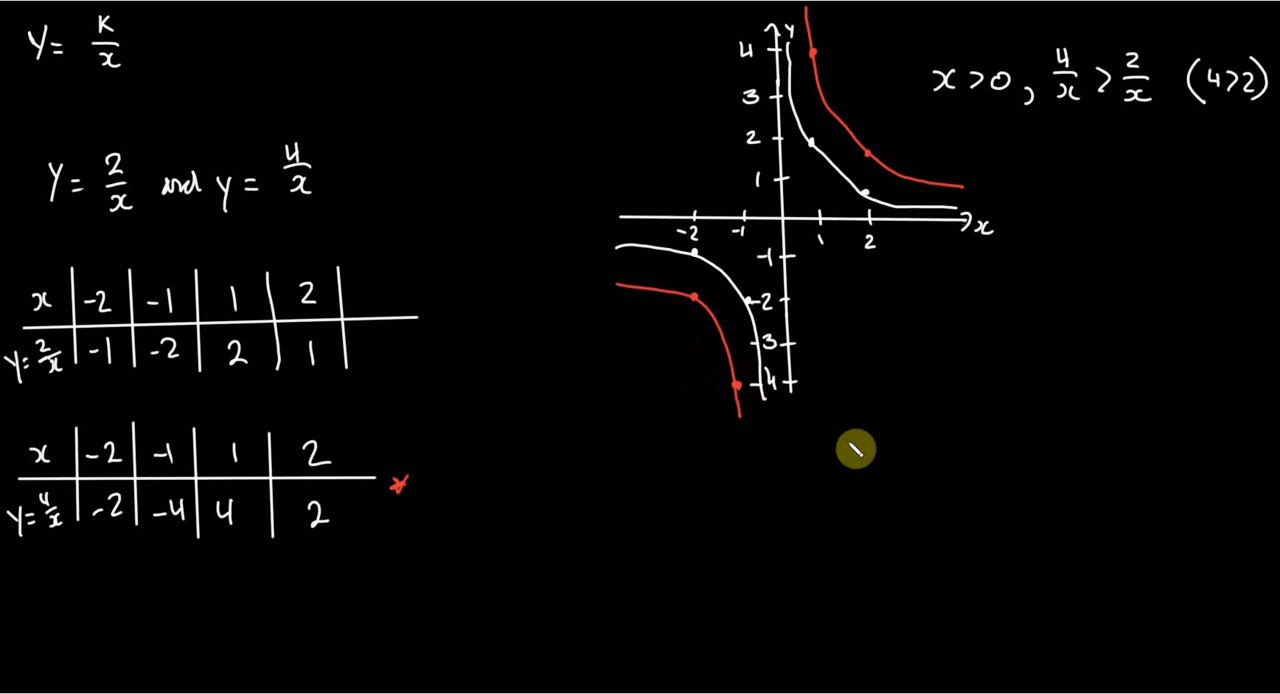 Y = K/x
Y = 2/x and y = 4/x
x -2 -1 1 2
Y = 2/x -1 -2 2 1
x -2 -1 1 2
Y = 4/x -2 -4 4 2
y
4
3
2
1
-2 -1 1 2 x
-1
-2
-3
-4
x > 0, 4/x > 2/x (4>2)